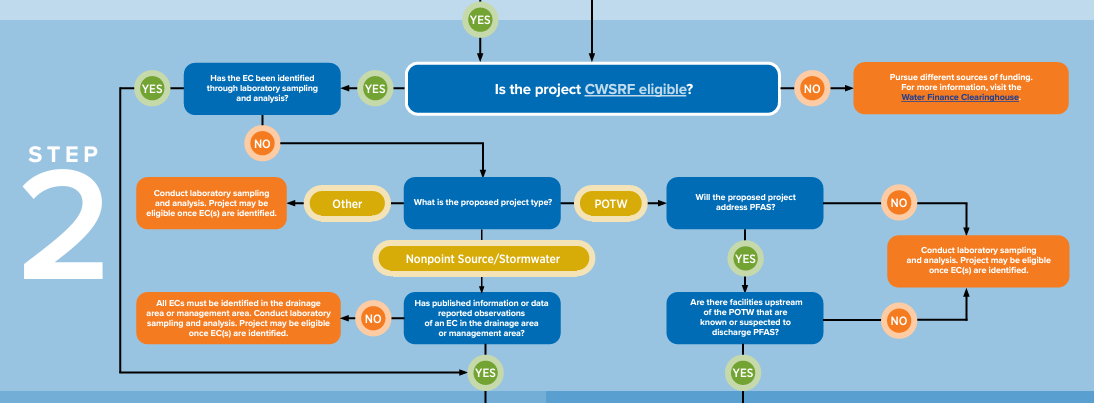 YES
Is the project CWSRF eligible?
YES
Has the EC been identified
through laboratory sampling
and analysis?
YES
NO
Pursue different sources of funding.
For more information, visit the
Water Finance Clearinghouse.
NO
STEP
2
What is the proposed project type?
Other
Conduct laboratory sampling
and analysis. Project may be
eligible once EC(s) are identified.
POTW
Will the proposed project
address PFAS?
NO
Conduct laboratory sampling
and analysis. Project may be eligible
once EC(s) are identified.
Nonpoint Source/Stormwater
YES
Has published information or data
reported observations
of an EC in the drainage area
or management area?
NO
All ECs must be identified in the drainage
area or management area. Conduct laboratory
sampling and analysis. Project may be eligible
once EC(s) are identified.
Are there facilities upstream
of the POTW that are
known or suspected to
discharge PFAS?
NO
YES
YES